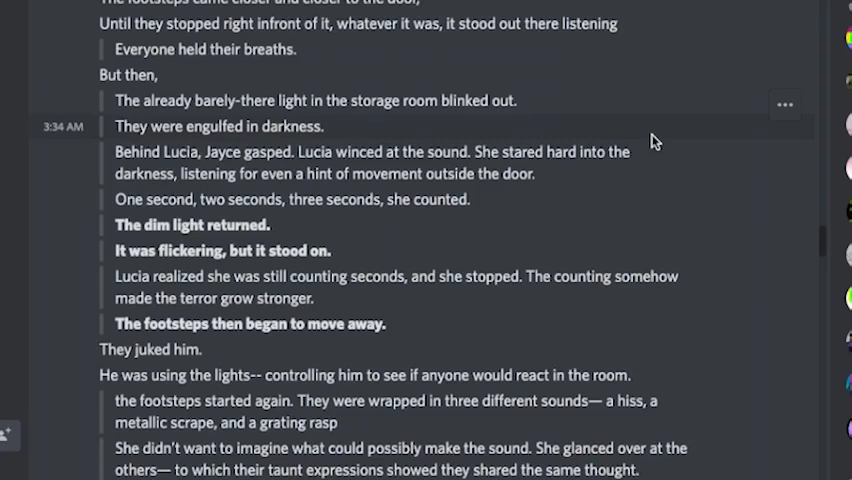 The footsteps came closer and closer to the door,
Until they stopped right infront of it, whatever it was, it stood out there listening
Everyone held their breaths.
But then,
The already barely-there light in the storage room blinked out.
3:34 AM They were engulfed in darkness.
Behind Lucia, Jayce gasped. Lucia winced at the sound. She stared hard into the
darkness, listening for even a hint of movement outside the door.
One second, two seconds, three seconds, she counted.
The dim light returned.
It was flickering, but it stood on.
Lucia realized she was still counting seconds, and she stopped. The counting somehow
made the terror grow stronger.
The footsteps then began to move away.
They juked him.
He was using the lights-- controlling him to see if anyone would react in the room.
the footsteps started again. They were wrapped in three different sounds— a hiss, a
metallic scrape, and a grating rasp
She didn't want to imagine what could possibly make the sound. She glanced over at the
others— to which their taunt expressions showed they shared the same thought.